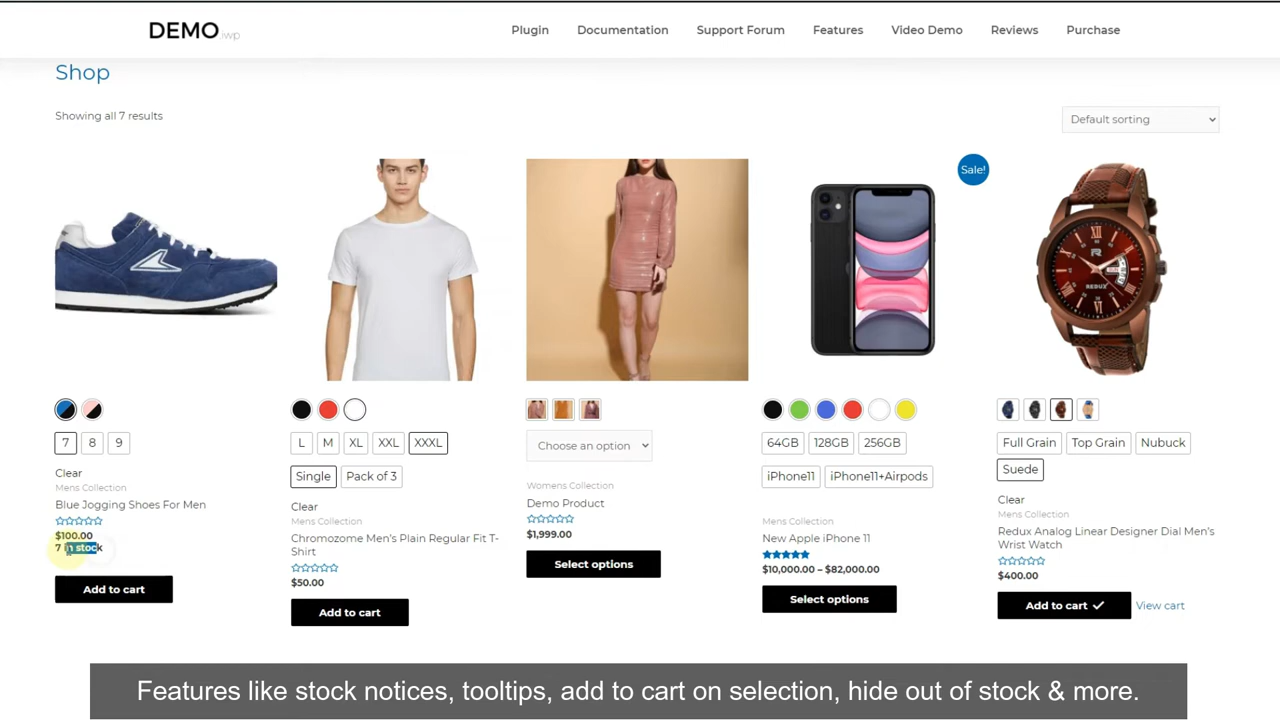 DEMO.wp
Plugin
Documentation
Support Forum
Features
Video Demo
Reviews
Purchase
Shop
Showing all 7 results
Default sorting
7
8
9
Clear
Mens Collection
Blue Jogging Shoes For Men
$100.00
7 in stock
Add to cart
L
M
XL
XXL
XXXL
Single
Pack of 3
Clear
Mens Collection
Chromozome Men's Plain Regular Fit T-
Shirt
$50.00
Add to cart
Choose an option
Womens Collection
Demo Product
$1,999.00
Select options
64GB
128GB
256GB
iPhone11
iPhone11+Airpods
Mens Collection
New Apple iPhone 11
$10,000.00 – $82,000.00
Select options
Sale!
R
REDUX
Full Grain
Top Grain
Nubuck
Suede
Clear
Mens Collection
Redux Analog Linear Designer Dial Men's
Wrist Watch
$400.00
Add to cart
View cart
Features like stock notices, tooltips, add to cart on selection, hide out of stock & more.